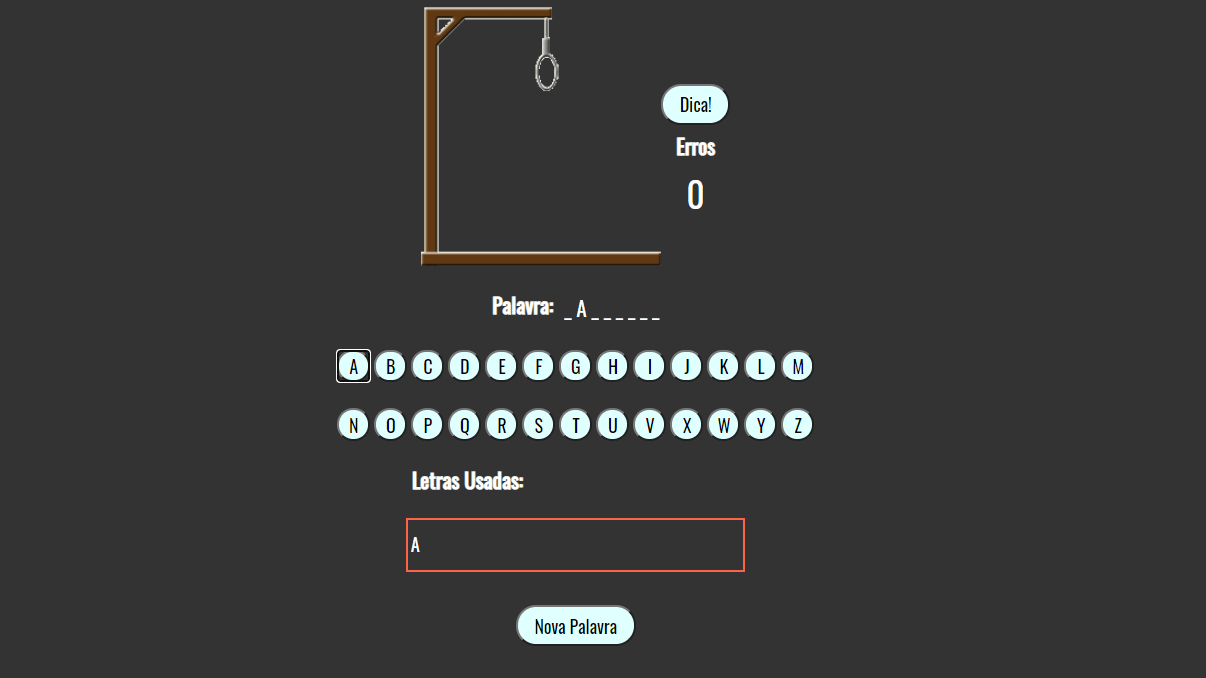 Dica!
Erros
0
Palavra: _ A _ _ _ _ _ _
A B C D E F G H I J K L M
N O P Q R S T U V X W Y Z
Letras Usadas:
A
Nova Palavra